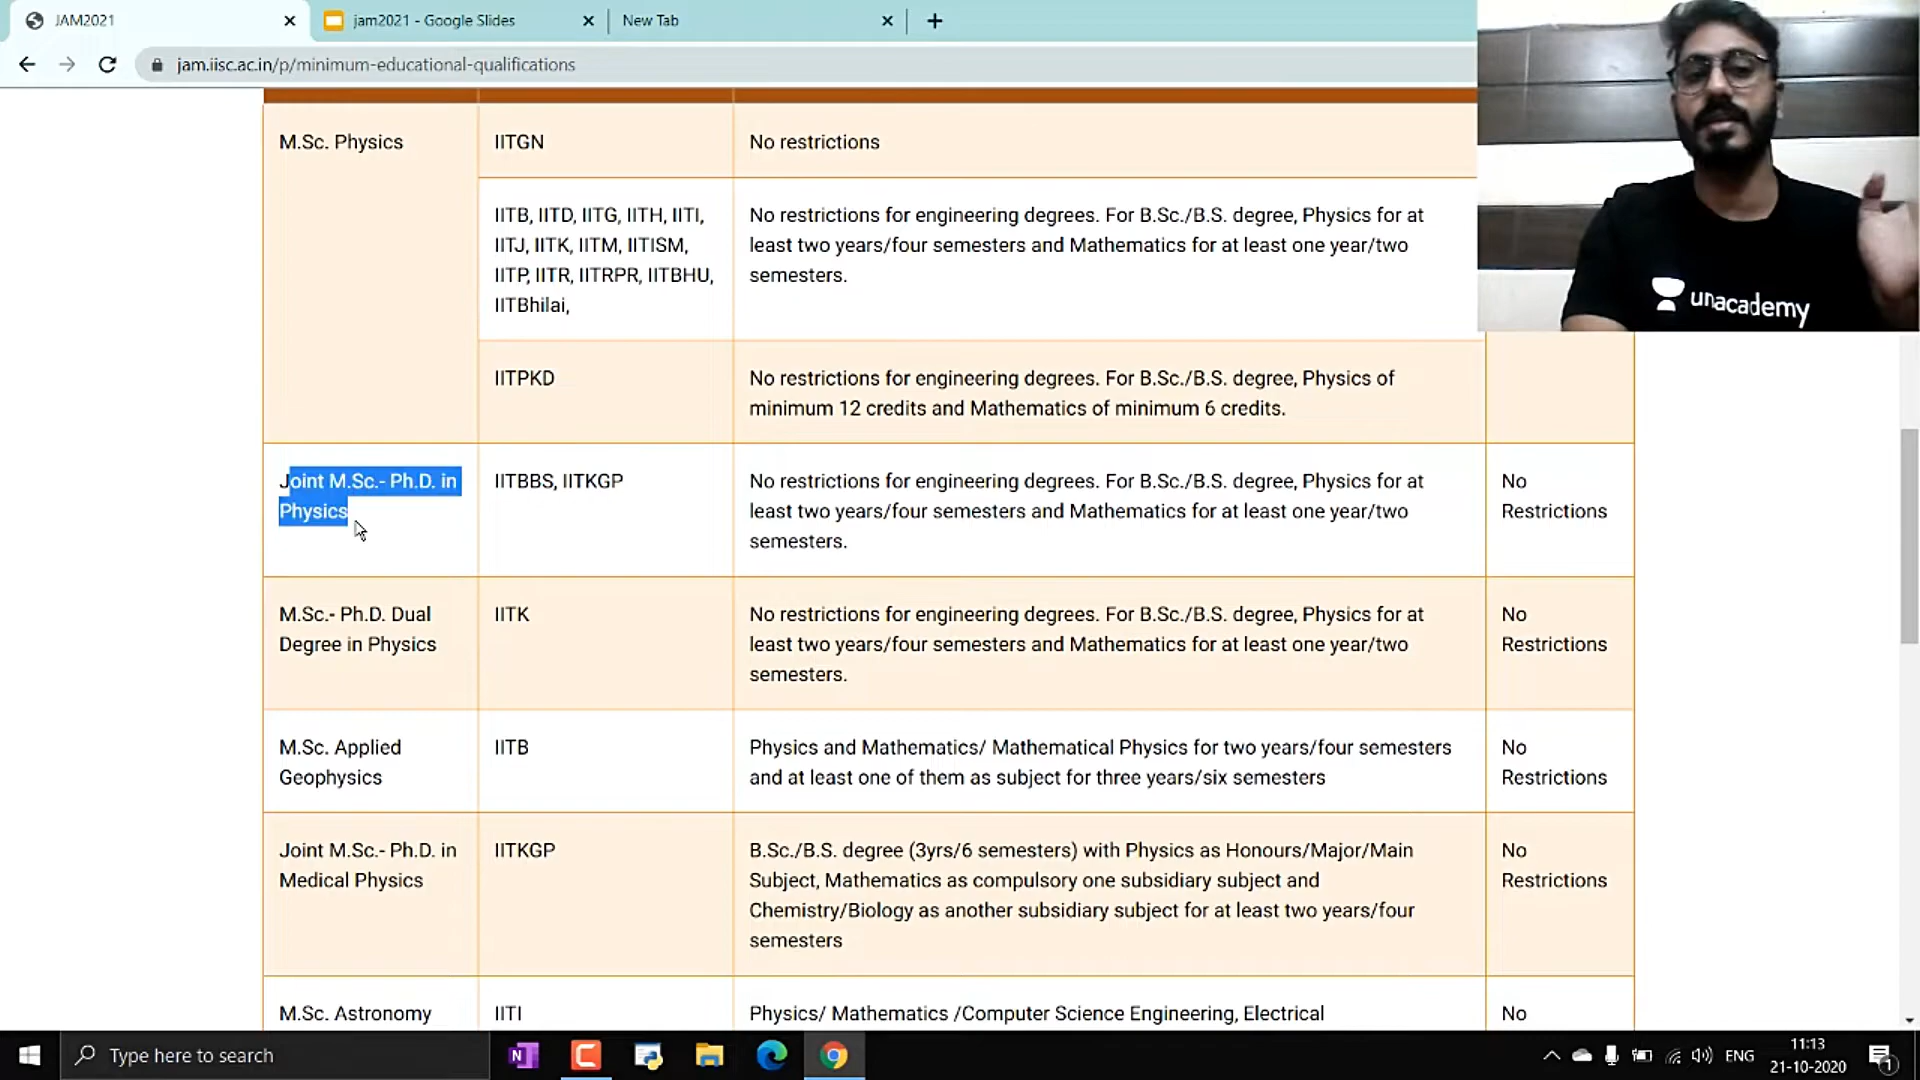 JAM2021
jam2021 - Google Slides
New Tab
jam.iisc.ac.in/p/minimum-educational-qualifications
M.Sc. Physics
IITGN
No restrictions
IITB, IITD, IITG, IITH, IITI,
IITJ, IITK, IITM, IITISM,
IITP, IITR, IITRPR, IITBHU,
IITBhilai,
No restrictions for engineering degrees. For B.Sc./B.S. degree, Physics for at
least two years/four semesters and Mathematics for at least one year/two
semesters.
unacademy
IITPKD
No restrictions for engineering degrees. For B.Sc./B.S. degree, Physics of
minimum 12 credits and Mathematics of minimum 6 credits.
Joint M.Sc.- Ph.D. in
Physics
IITBBS, IITKGP
No restrictions for engineering degrees. For B.Sc./B.S. degree, Physics for at
least two years/four semesters and Mathematics for at least one year/two
semesters.
No
Restrictions
M.Sc.- Ph.D. Dual
Degree in Physics
IITK
No restrictions for engineering degrees. For B.Sc./B.S. degree, Physics for at
least two years/four semesters and Mathematics for at least one year/two
semesters.
No
Restrictions
M.Sc. Applied
Geophysics
IITB
Physics and Mathematics/ Mathematical Physics for two years/four semesters
and at least one of them as subject for three years/six semesters
No
Restrictions
Joint M.Sc.- Ph.D. in
Medical Physics
IITKGP
B.Sc./B.S. degree (3yrs/6 semesters) with Physics as Honours/Major/Main
Subject, Mathematics as compulsory one subsidiary subject and
Chemistry/Biology as another subsidiary subject for at least two years/four
semesters
No
Restrictions
M.Sc. Astronomy
IITI
Physics/ Mathematics /Computer Science Engineering, Electrical
No
Type here to search
N
ENG
11:13
21-10-2020
1